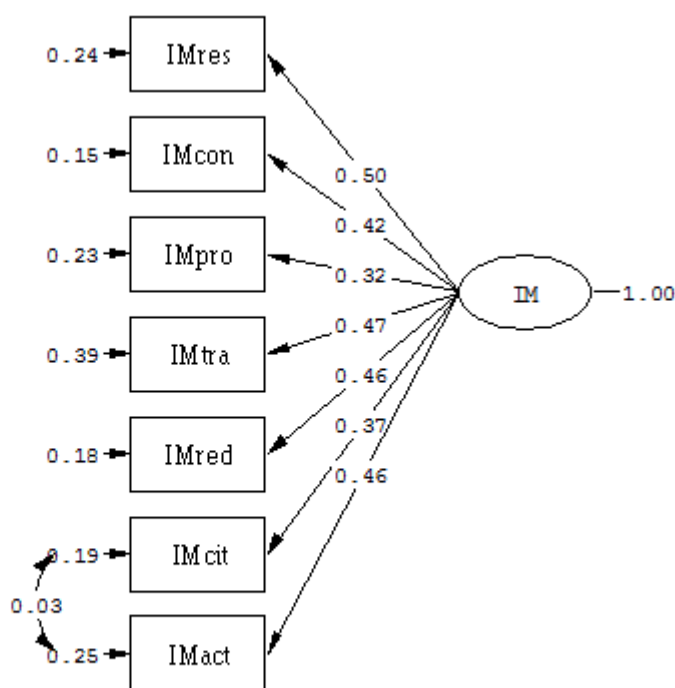 0.24 IMres
0.15 IMcon
0.50
0.42
0.23 IMpro
0.32
IM 1.00
0.47
0.39 IMtra
0.46
0.37
0.18 IMred
0.46
0.19 IMcit
0.03
0.25 IMact